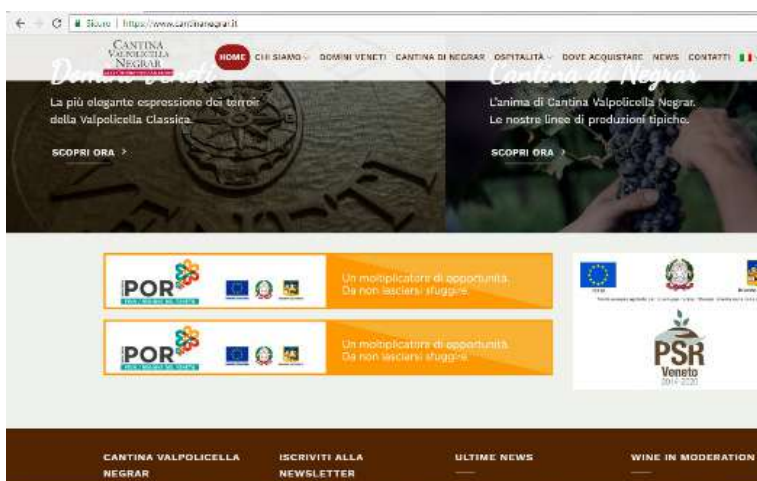 Sicuro | https://www.cantinanegrar.it
CANTINA
VALPOLICELLA
NEGRAR
HOME CHI SIAMO DOMINI VENETI CANTINA DI NEGRAR OSPITALITÀ DOVE ACQUISTARE NEWS CONTATTI
Domini Veneti
La più elegante espressione dei terroir
della Valpolicella Classica.
SCOPRI ORA >
Cantina di Negrar
L'anima di Cantina Valpolicella Negrar.
Le nostre linee di produzioni tipiche.
SCOPRI ORA >
POR
Un moltiplicatore di opportunità.
Da non lasciarsi sfuggire.
POR
Un moltiplicatore di opportunità.
Da non lasciarsi sfuggire.
PSR
Veneto
2014-2020
CANTINA VALPOLICELLA
NEGRAR
ISCRIVITI ALLA
NEWSLETTER
ULTIME NEWS
WINE IN MODERATION